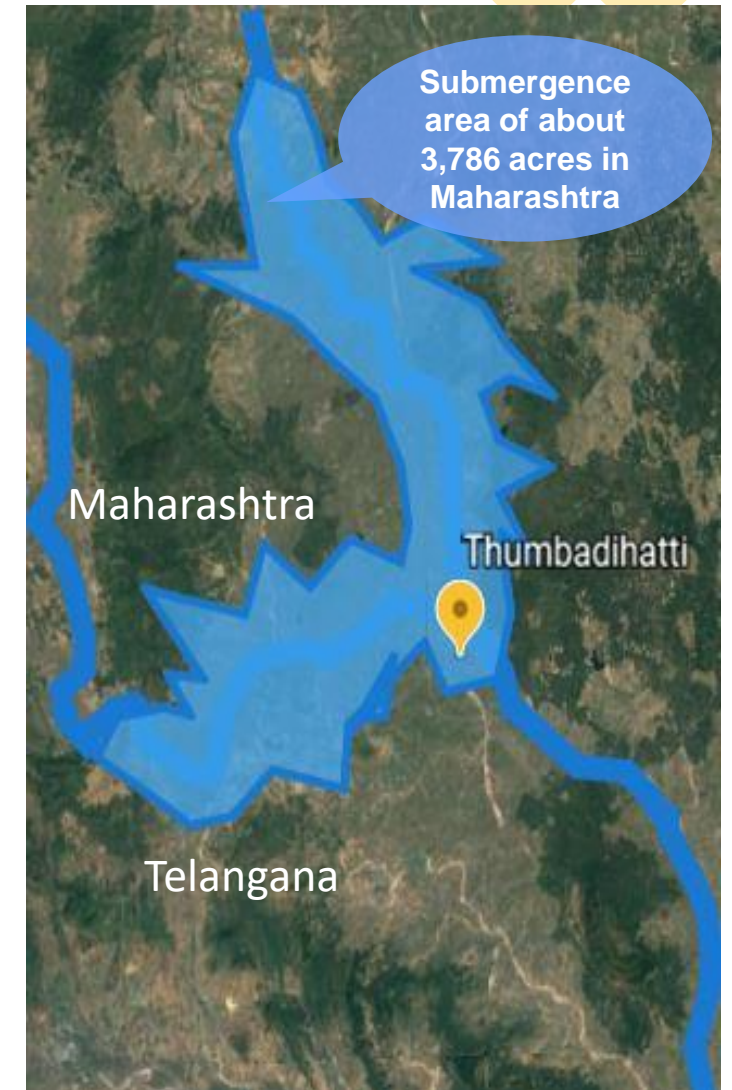 Submergence
area of about
3,786 acres in
Maharashtra
Maharashtra
Thumbadihatti
Telangana